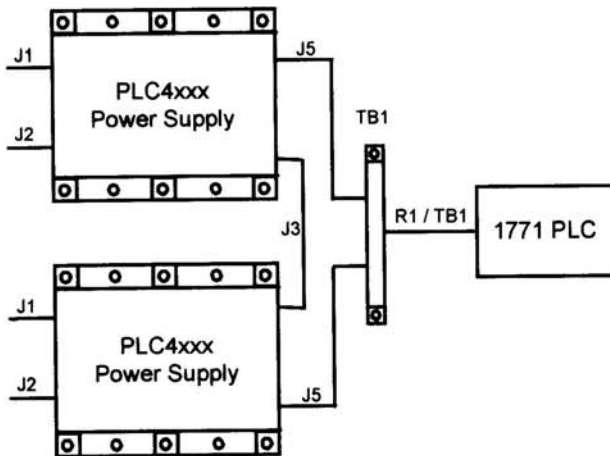 J1
J5
PLC4xxx
Power Supply
TB1
J2
R1 / TB1
1771 PLC
J3
J1
PLC4xxx
Power Supply
J2
J5